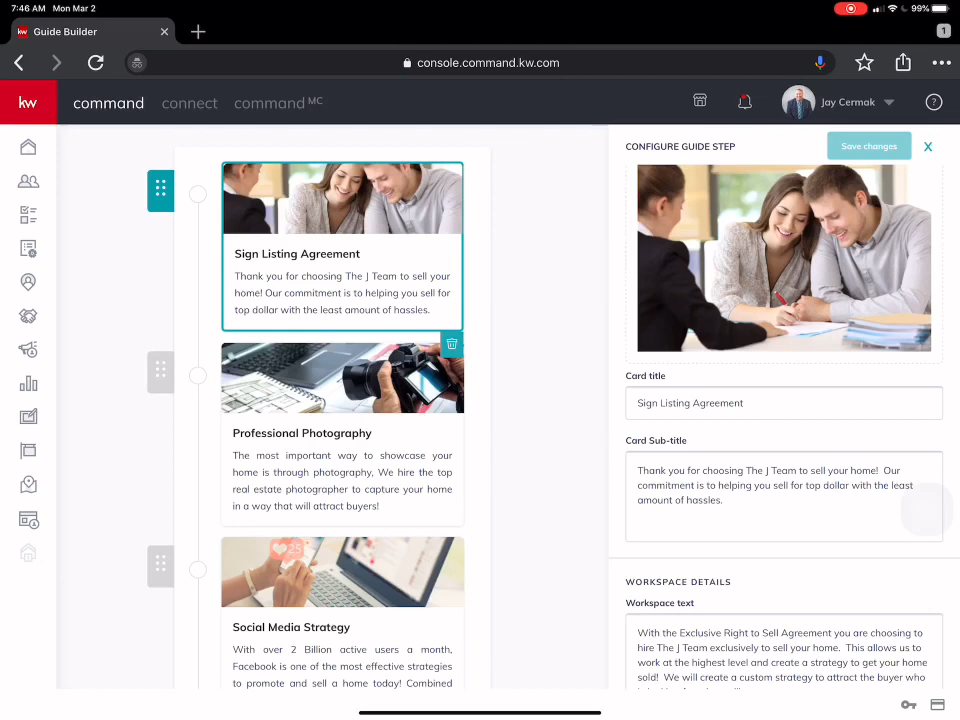 7:46 AM Mon Mar 2
99%
kw Guide Builder
1
console.command.kw.com
kw command connect command MC
Jay Cermak
?
CONFIGURE GUIDE STEP
Save changes
X
Sign Listing Agreement
Thank you for choosing The J Team to sell your
home! Our commitment is to helping you sell for
top dollar with the least amount of hassles.
Professional Photography
The most important way to showcase your
home is through photography, We hire the top
real estate photographer to capture your home
in a way that will attract buyers!
25
Social Media Strategy
With over 2 Billion active users a month,
Facebook is one of the most effective strategies
to promote and sell a home today! Combined
Card title
Sign Listing Agreement
Card Sub-title
Thank you for choosing The J Team to sell your home! Our
commitment is to helping you sell for top dollar with the least
amount of hassles.
WORKSPACE DETAILS
Workspace text
With the Exclusive Right to Sell Agreement you are choosing to
hire The J Team exclusively to sell your home. This allows us to
work at the highest level and create a strategy to get your home
sold! We will create a custom strategy to attract the buyer who